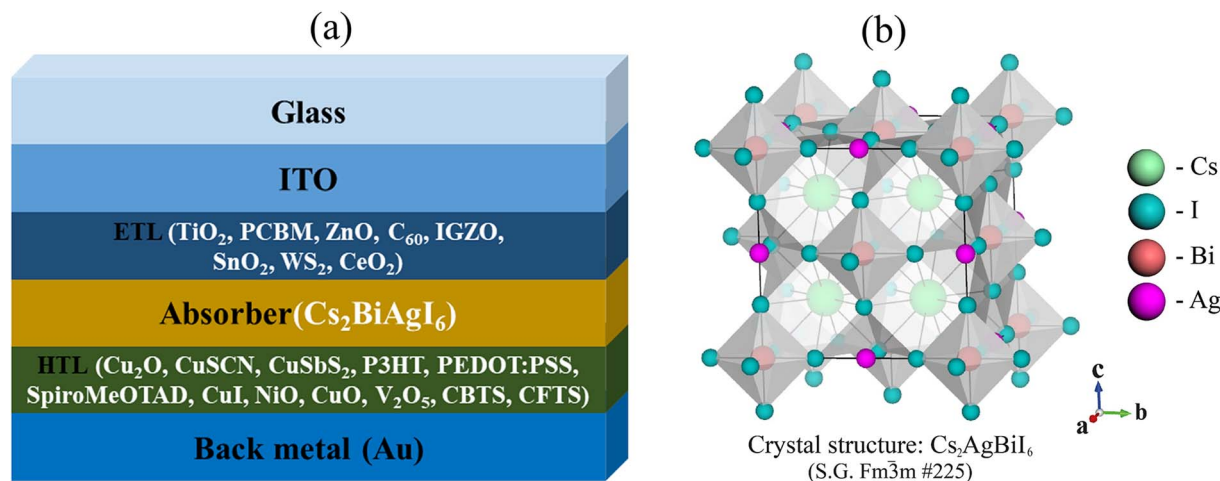 (a)
Glass
ITO
ETL (TiO₂, PCBM, ZnO, C₆₀, IGZO,
SnO₂, WS₂, CeO₂)
Absorber(Cs₂BiAgI₆)
HTL (Cu₂O, CuSCN, CuSbS₂, P3HT, PEDOT:PSS,
SpiroMeOTAD, CuI, NiO, CuO, V₂O₅, CBTS, CFTS)
Back metal (Au)
(b)
- Cs
- I
- Bi
- Ag
c
b
a
Crystal structure: Cs₂AgBiI₆
(S.G. Fm3̄m #225)